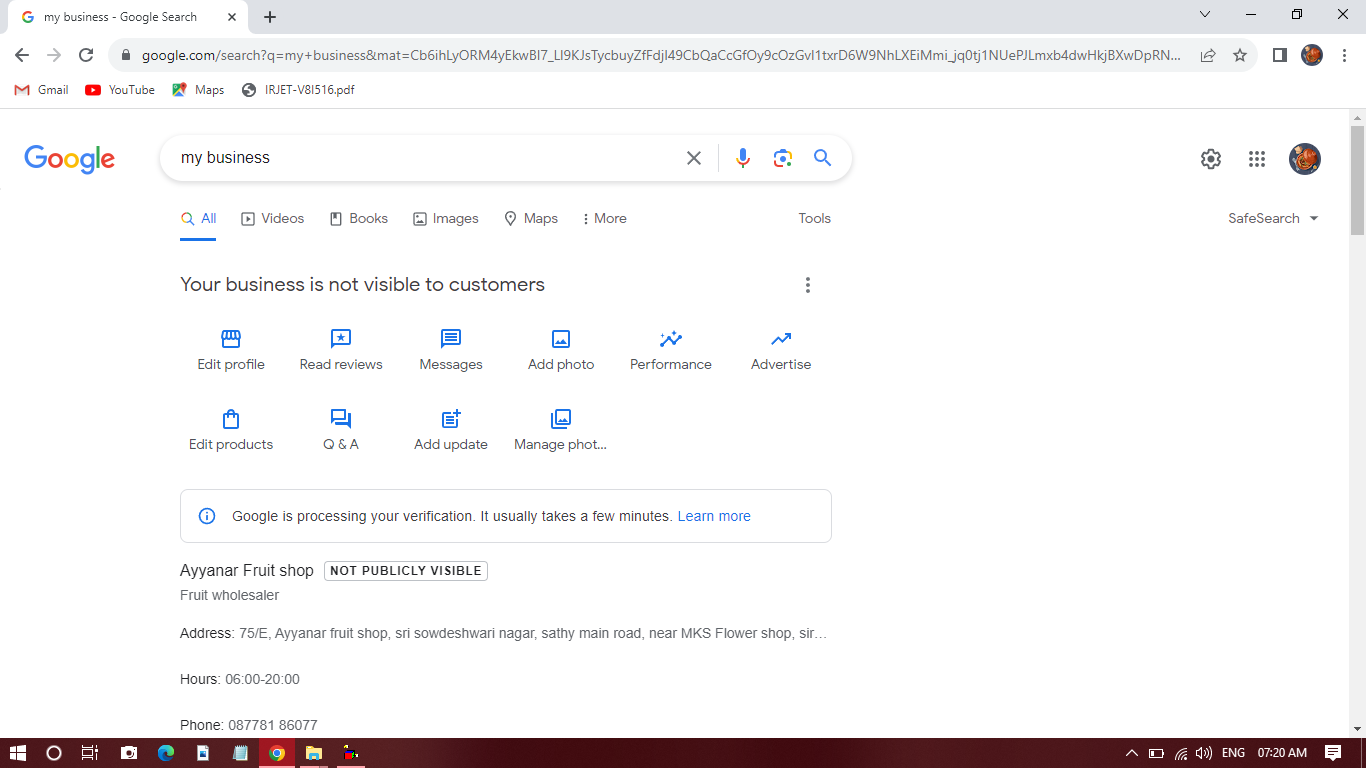 my business - Google Search
google.com/search?q=my+business&mat=Cb6ihLyORM4yEkwBl7_LI9KJsTycbuyZfFdjl49CbQaCcGfOy9cOzGvl1txrD6W9NhLXEiMmi_jq0tj1NUePJLmxb4dwHkjBXwDpRN...
Gmail YouTube Maps IRJET-V8I516.pdf
Google my business
All Videos Books Images Maps More Tools SafeSearch
Your business is not visible to customers
Edit profile Read reviews Messages Add photo Performance Advertise
Edit products Q & A Add update Manage phot...
Google is processing your verification. It usually takes a few minutes. Learn more
Ayyanar Fruit shop NOT PUBLICLY VISIBLE
Fruit wholesaler
Address: 75/E, Ayyanar fruit shop, sri sowdeshwari nagar, sathy main road, near MKS Flower shop, sir...
Hours: 06:00-20:00
Phone: 087781 86077
ENG 07:20 AM